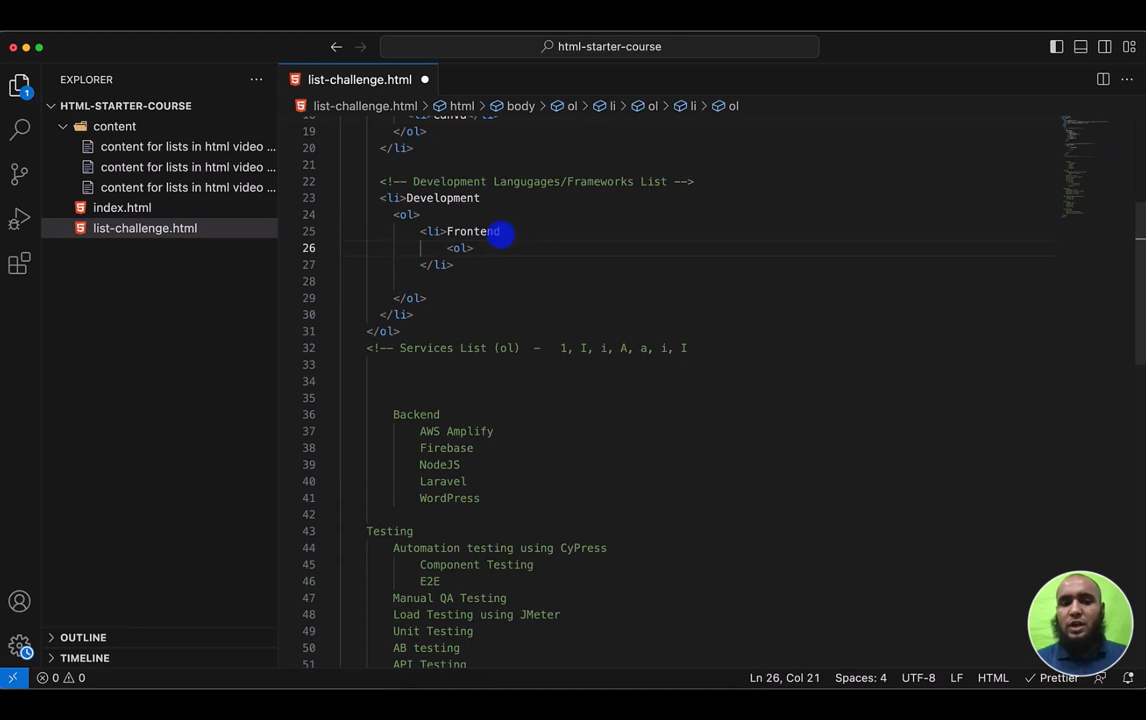 html-starter-course
EXPLORER
list-challenge.html
HTML-STARTER-COURSE
list-challenge.html html body ol li ol li ol
content
content for lists in html video ...
content for lists in html video ...
content for lists in html video ...
index.html
list-challenge.html
1
19 </ol>
20 </li>
21
22 <!-- Development Langugages/Frameworks List -->
23 <li>Development
24 <ol>
25 <li>Frontend
26 <ol>
27 </li>
28
29 </ol>
30 </li>
31 </ol>
32 <!-- Services List (ol) - 1, I, i, A, a, i, I
33
34
35
36 Backend
37 AWS Amplify
38 Firebase
39 NodeJS
40 Laravel
41 WordPress
42
43 Testing
44 Automation testing using CyPress
45 Component Testing
46 E2E
47 Manual QA Testing
48 Load Testing using JMeter
49 Unit Testing
50 AB testing
51 API Testing
OUTLINE
TIMELINE
0 0 Ln 26, Col 21 Spaces: 4 UTF-8 LF HTML Prettier